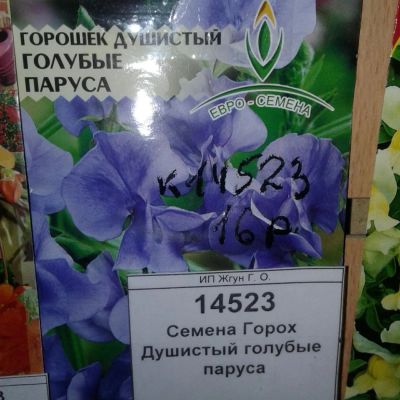 ГОРОШЕК ДУШИСТЫЙ
ГОЛУБЫЕ
ПАРУСА
ЕВРО - СЕМЕНА
к14523
16р
ИП Жгун Г. О.
14523
Семена Горох
Душистый голубые
паруса